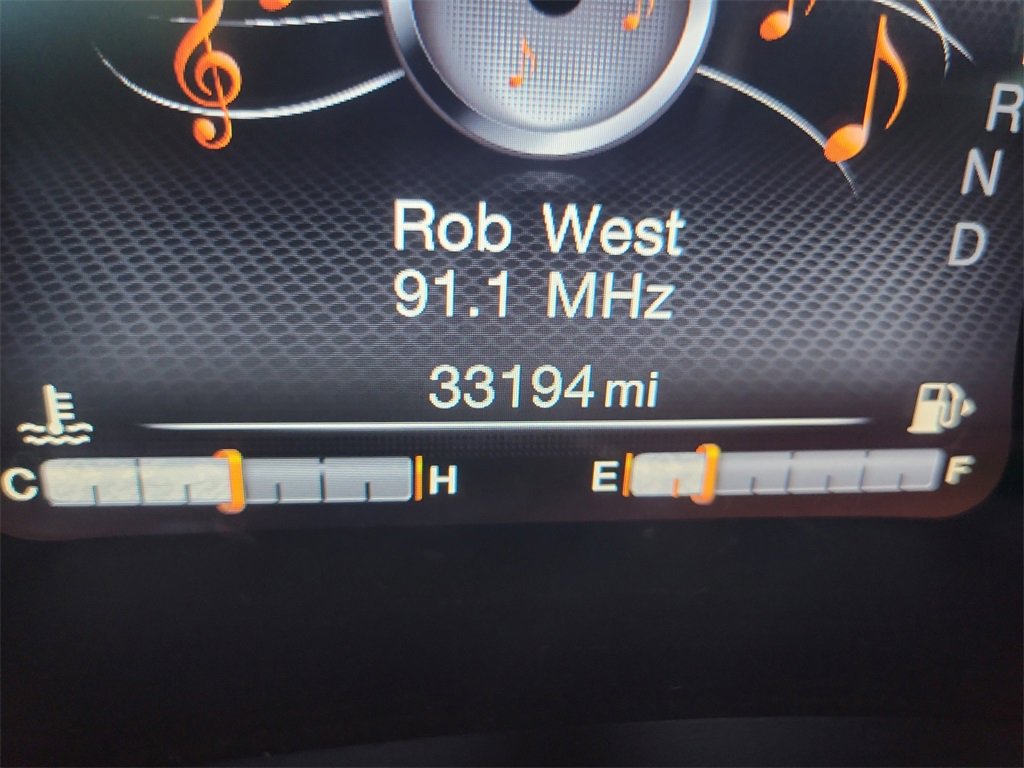 R
N
D
Rob West
91.1 MHz
33194 mi
C H E F